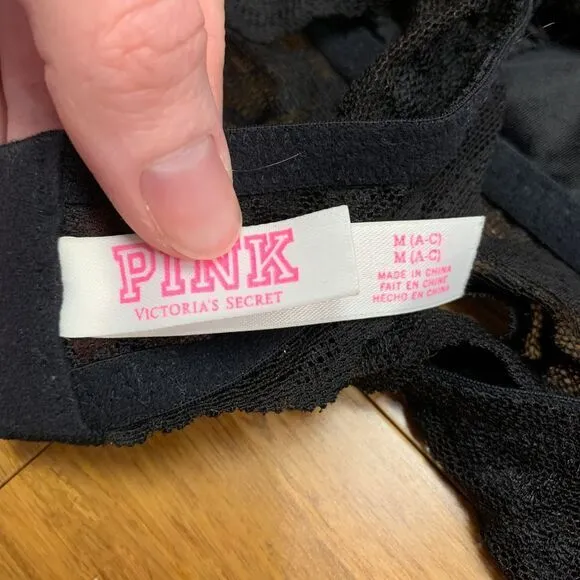 PINK
VICTORIA'S SECRET
M (A-C)
M (A-C)
MADE IN CHINA
FAIT EN CHINE
HECHO EN CHINA